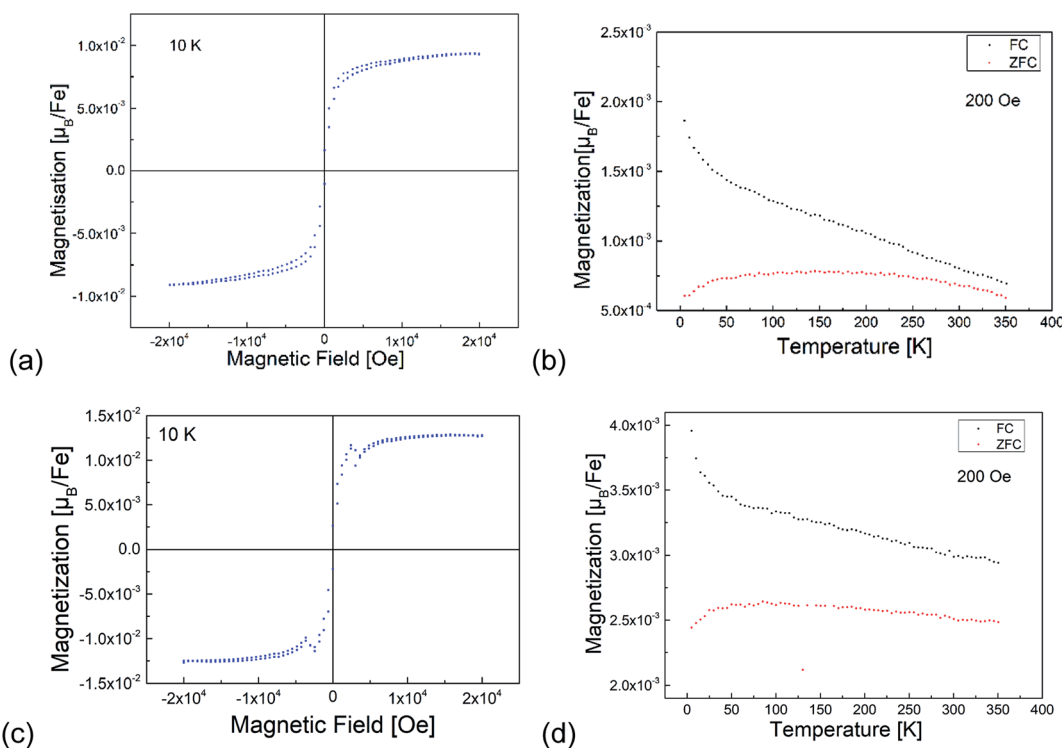 (a)
10 K
1.0x10⁻²
5.0x10⁻³
0.0
-5.0x10⁻³
-1.0x10⁻²
Magnetisation [μB/Fe]
-2x10⁴ -1x10⁴ 0 1x10⁴ 2x10⁴
Magnetic Field [Oe]
(b)
FC
ZFC
200 Oe
2.5x10⁻³
2.0x10⁻³
1.5x10⁻³
1.0x10⁻³
5.0x10⁻⁴
Magnetization[μB/Fe]
0 50 100 150 200 250 300 350 400
Temperature [K]
(c)
10 K
1.5x10⁻²
1.0x10⁻²
5.0x10⁻³
0.0
-5.0x10⁻³
-1.0x10⁻²
-1.5x10⁻²
Magnetization [μB/Fe]
-2x10⁴ -1x10⁴ 0 1x10⁴ 2x10⁴
Magnetic Field [Oe]
(d)
FC
ZFC
200 Oe
4.0x10⁻³
3.5x10⁻³
3.0x10⁻³
2.5x10⁻³
2.0x10⁻³
Magnetization [μB/Fe]
0 50 100 150 200 250 300 350 400
Temperature [K]